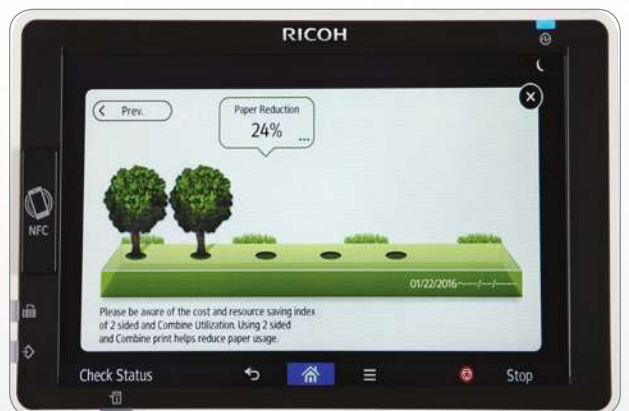 RICOH
Prev.
Paper Reduction
24% ...
01/22/2016~--/--/----
Please be aware of the cost and resource saving index
of 2 sided and Combine Utilization. Using 2 sided
and Combine print helps reduce paper usage.
NFC
Check Status
Stop